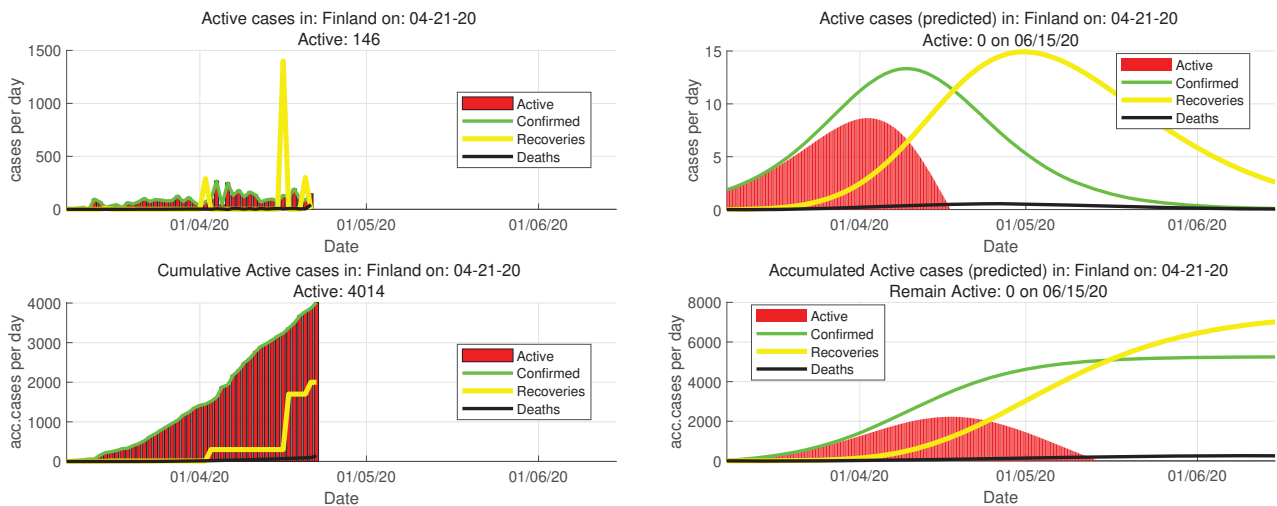 Active cases in: Finland on: 04-21-20
Active: 146
1500
1000
500
0
cases per day
Active
Confirmed
Recoveries
Deaths
01/04/20
01/05/20
01/06/20
Date
Active cases (predicted) in: Finland on: 04-21-20
Active: 0 on 06/15/20
15
10
5
0
cases per day
Active
Confirmed
Recoveries
Deaths
01/04/20
01/05/20
01/06/20
Date
Cumulative Active cases in: Finland on: 04-21-20
Active: 4014
4000
3000
2000
1000
0
acc.cases per day
Active
Confirmed
Recoveries
Deaths
01/04/20
01/05/20
01/06/20
Date
Accumulated Active cases (predicted) in: Finland on: 04-21-20
Remain Active: 0 on 06/15/20
8000
6000
4000
2000
0
acc.cases per day
Active
Confirmed
Recoveries
Deaths
01/04/20
01/05/20
01/06/20
Date